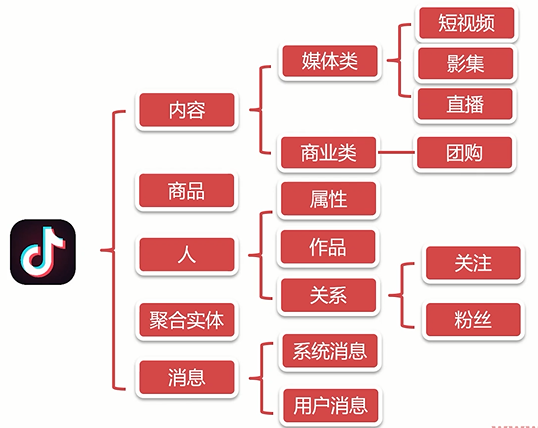 内容
媒体类
短视频
影集
直播
商业类
团购
商品
人
属性
作品
关系
关注
粉丝
聚合实体
消息
系统消息
用户消息